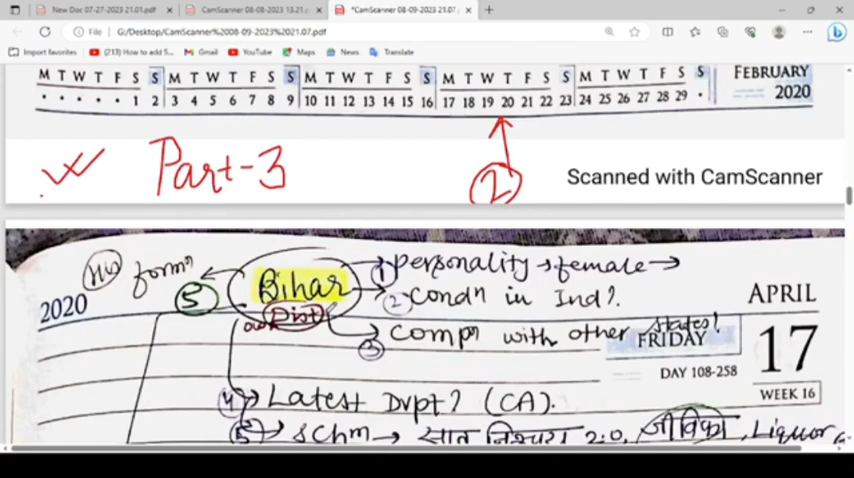 New Doc 07-27-2023 21.01.pdf
CamScanner 08-08-2023 13.21.p
*CamScanner 08-09-2023 21.07.p
File | G:/Desktop/CamScanner%2008-09-2023%2021.07.pdf
Import favorites (213) How to add S... Gmail YouTube Maps News Translate
M T W T F S S M T W T F S S M T W T F S S M T W T F S S M T W T F S S FEBRUARY
• • • • • 1 2 3 4 5 6 7 8 9 10 11 12 13 14 15 16 17 18 19 20 21 22 23 24 25 26 27 28 29 • 2020
Part-3
2
Scanned with CamScanner
His formn
5
Bihar
Dist
1 personality → female →
2020
2 Condn in Ind?
APRIL
3 Compn with other states!
FRIDAY
17
DAY 108-258
WEEK 16
4 → Latest Dvpt? (CA).
5 → schm → सात निश्चय 2.0, जीविका, Liquor